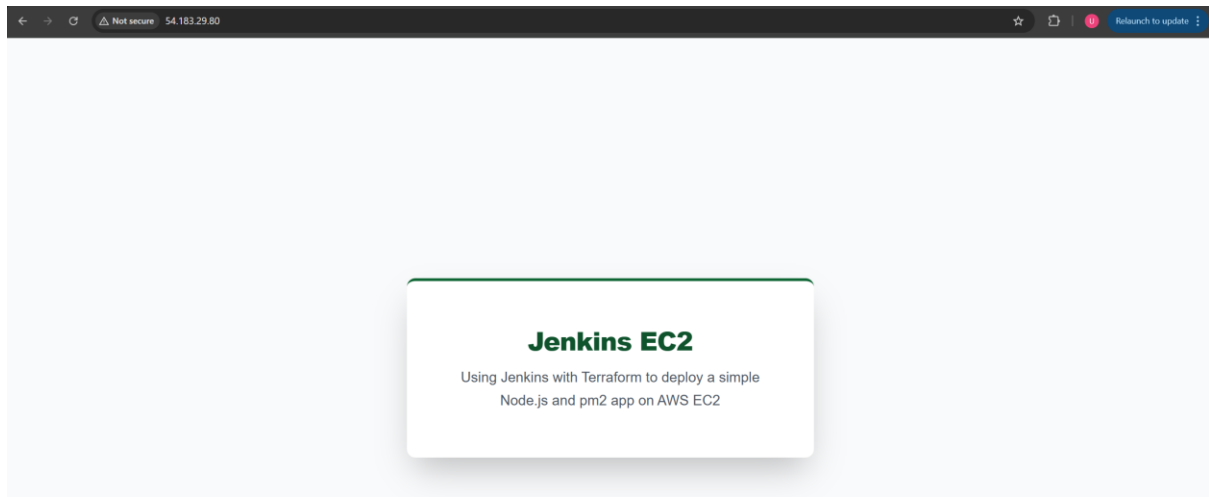 Not secure 54.183.29.80
U
Relaunch to update
Jenkins EC2
Using Jenkins with Terraform to deploy a simple
Node.js and pm2 app on AWS EC2